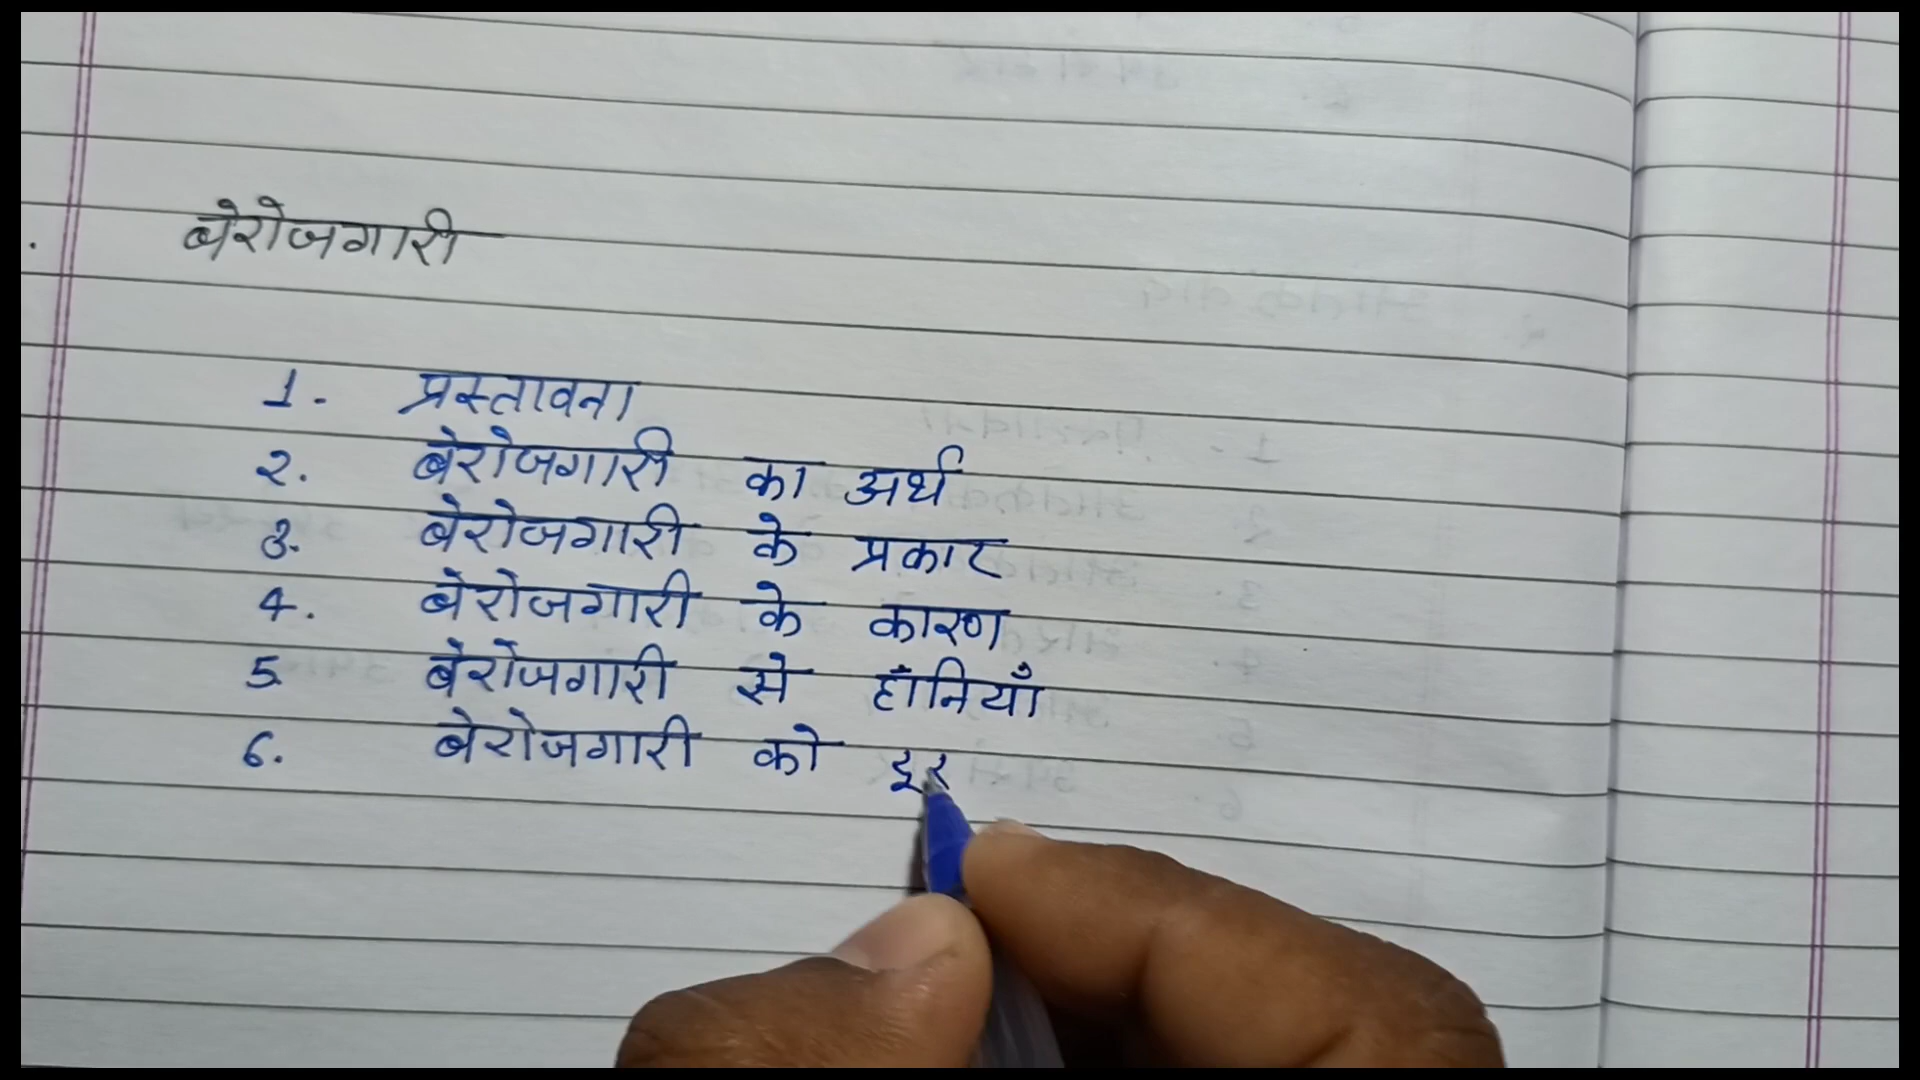 बेरोजगारी
1. प्रस्तावना
2. बेरोजगारी का अर्थ
3. बेरोजगारी के प्रकार
4. बेरोजगारी के कारण
5. बेरोजगारी से हाँनियाँ
6. बेरोजगारी को दूर